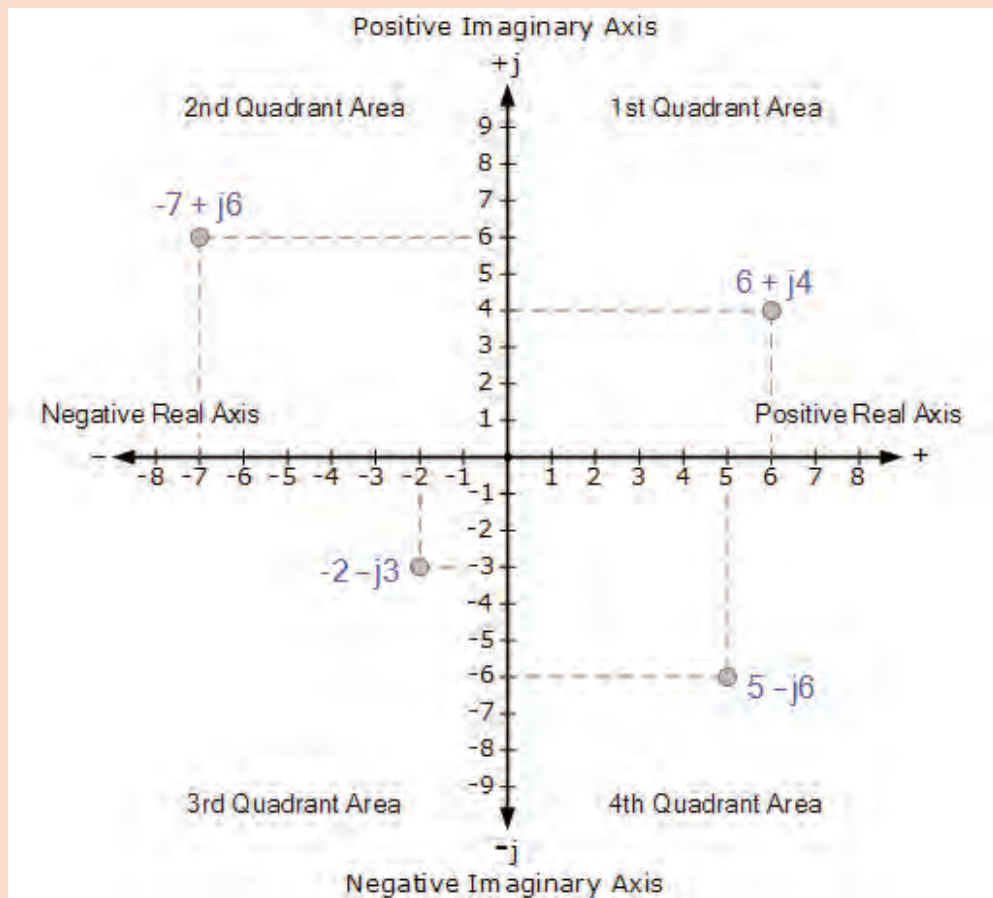 Positive Imaginary Axis
+j
2nd Quadrant Area 1st Quadrant Area
9
8
-7 + j6 7
6
5
6 + j4
4
3
2
Negative Real Axis 1 Positive Real Axis
- -8 -7 -6 -5 -4 -3 -2 -1 1 2 3 4 5 6 7 8 +
-1
-2
-2 -j3 -3
-4
-5
-6
5 -j6
-7
-8
-9
3rd Quadrant Area 4th Quadrant Area
-j
Negative Imaginary Axis